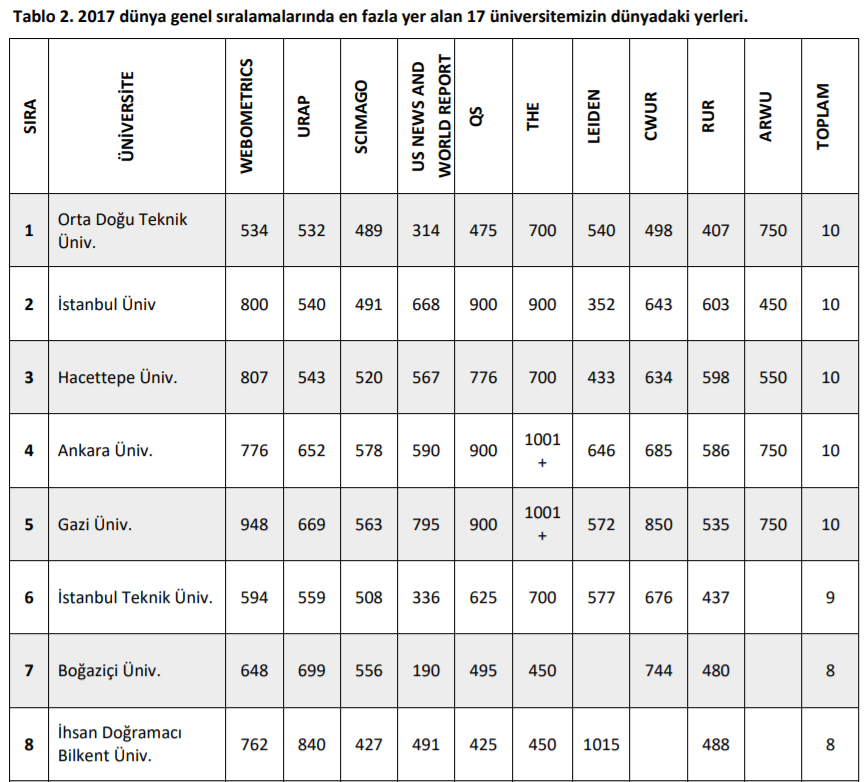 Tablo 2. 2017 dünya genel sıralamalarında en fazla yer alan 17 üniversitemizin dünyadaki yerleri.
SIRA ÜNİVERSİTE WEBOMETRICS URAP SCIMAGO US NEWS AND WORLD REPORT QS THE LEIDEN CWUR RUR ARWU TOPLAM
1 Orta Doğu Teknik Üniv. 534 532 489 314 475 700 540 498 407 750 10
2 İstanbul Üniv 800 540 491 668 900 900 352 643 603 450 10
3 Hacettepe Üniv. 807 543 520 567 776 700 433 634 598 550 10
4 Ankara Üniv. 776 652 578 590 900 1001 + 646 685 586 750 10
5 Gazi Üniv. 948 669 563 795 900 1001 + 572 850 535 750 10
6 İstanbul Teknik Üniv. 594 559 508 336 625 700 577 676 437 9
7 Boğaziçi Üniv. 648 699 556 190 495 450 744 480 8
8 İhsan Doğramacı Bilkent Üniv. 762 840 427 491 425 450 1015 488 8